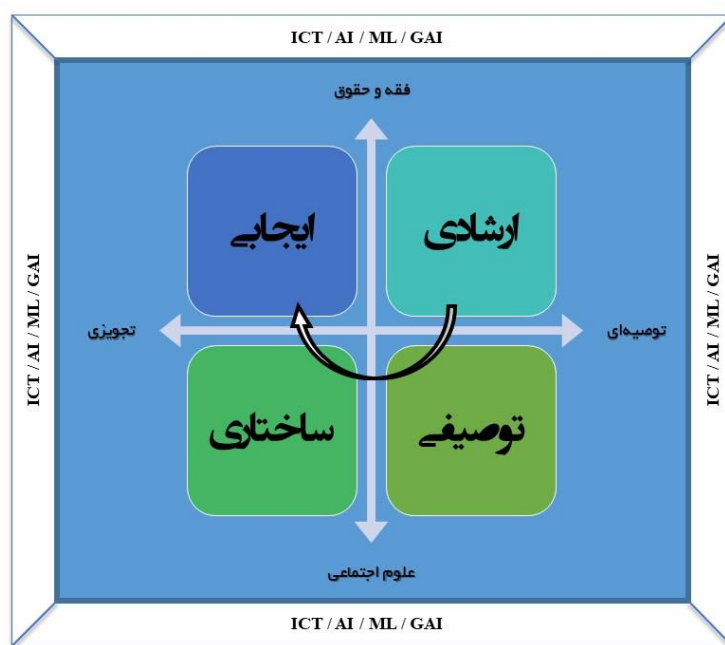 ICT / AI / ML / GAI
فقه و حقوق
ارشادی
ایجابی
توصیه‌ای
تجویزی
توصیفی
ساختاری
علوم اجتماعی
ICT / AI / ML / GAI
ICT / AI / ML / GAI
ICT / AI / ML / GAI